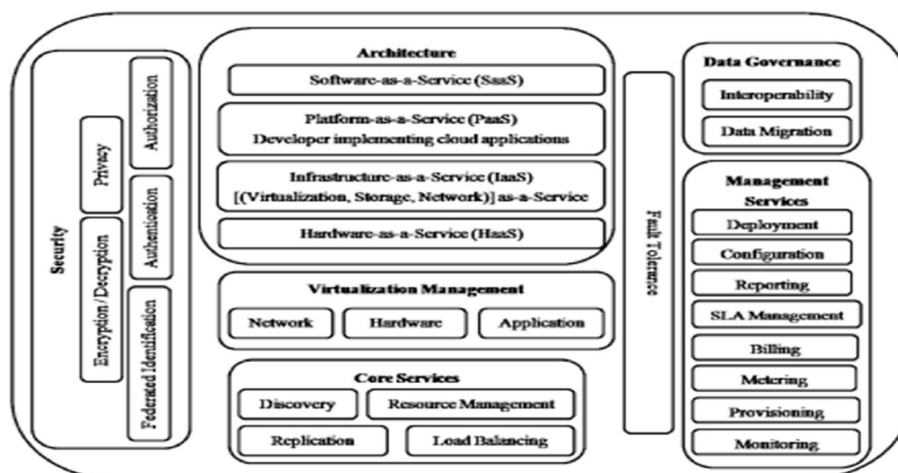 Security
Encryption / Decryption
Privacy
Federated Identification
Authentication
Authorization
Architecture
Software-as-a-Service (SaaS)
Platform-as-a-Service (PaaS)
Developer implementing cloud applications
Infrastructure-as-a-Service (IaaS)
[(Virtualization, Storage, Network)] as-a-Service
Hardware-as-a-Service (HaaS)
Virtualization Management
Network
Hardware
Application
Core Services
Discovery
Resource Management
Replication
Load Balancing
Fault Tolerance
Data Governance
Interoperability
Data Migration
Management
Services
Deployment
Configuration
Reporting
SLA Management
Billing
Metering
Provisioning
Monitoring